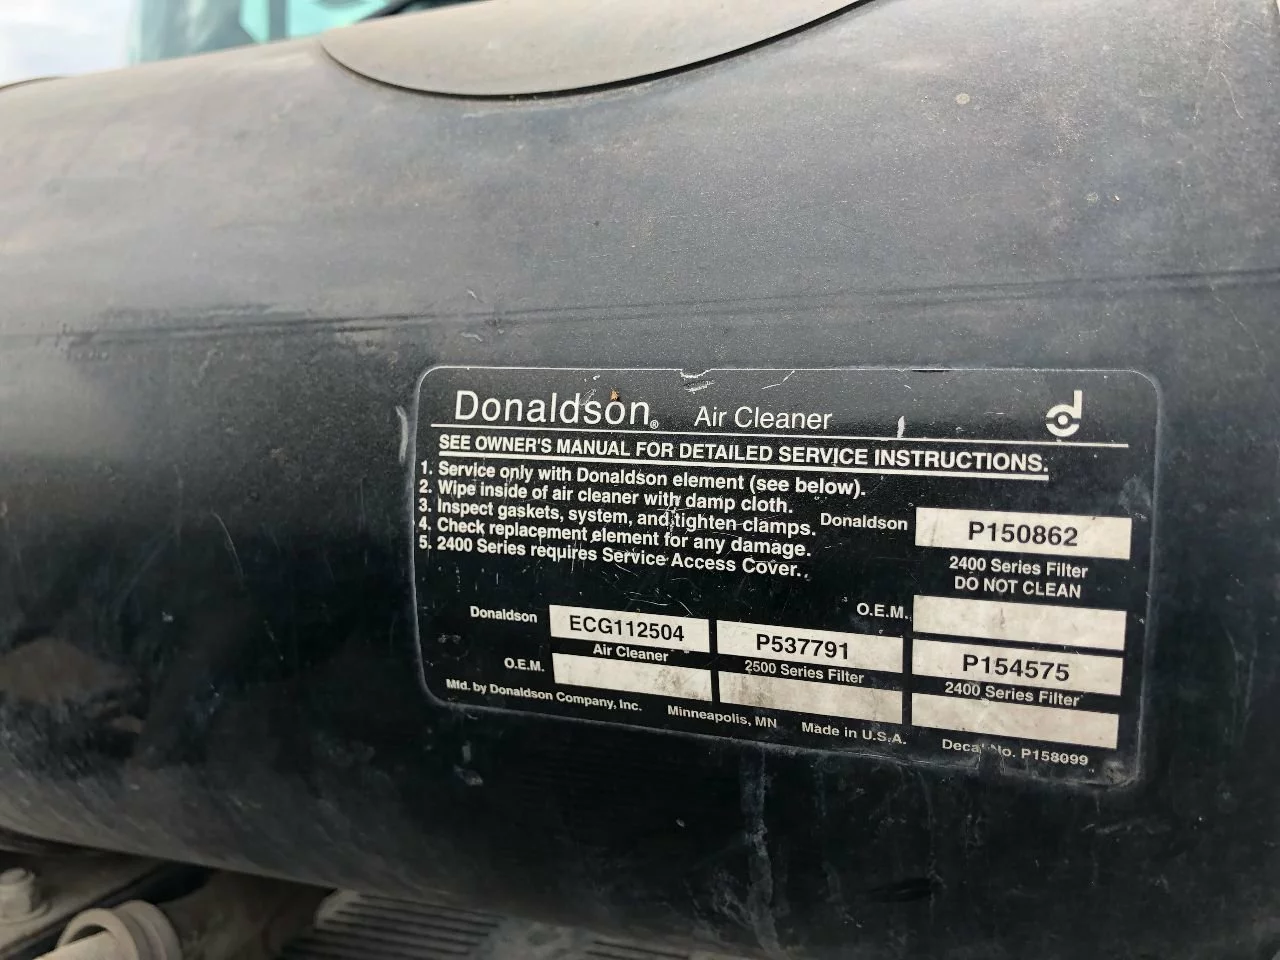 Donaldson® Air Cleaner
SEE OWNER'S MANUAL FOR DETAILED SERVICE INSTRUCTIONS.
1. Service only with Donaldson element (see below).
2. Wipe inside of air cleaner with damp cloth.
3. Inspect gaskets, system, and tighten clamps.
4. Check replacement element for any damage.
5. 2400 Series requires Service Access Cover.
Donaldson P150862
2400 Series Filter
DO NOT CLEAN
O.E.M.
Donaldson ECG112504 P537791 P154575
Air Cleaner 2500 Series Filter 2400 Series Filter
O.E.M.
Mfd. by Donaldson Company, Inc. Minneapolis, MN Made in U.S.A. Decal No. P158099